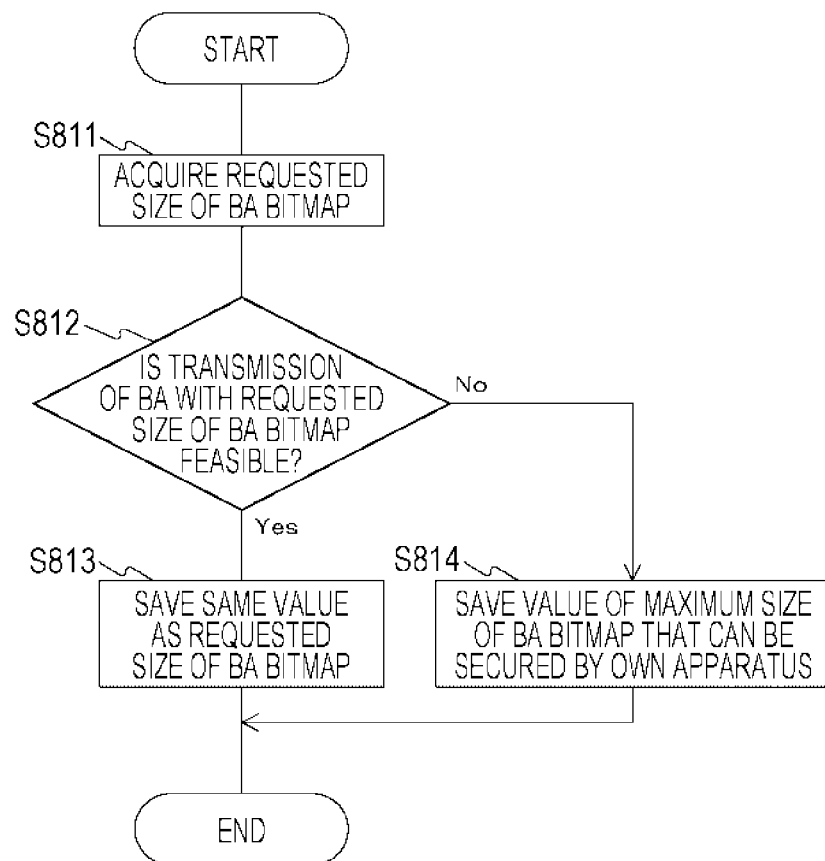 START
S811
ACQUIRE REQUESTED
SIZE OF BA BITMAP
S812
IS TRANSMISSION
OF BA WITH REQUESTED
SIZE OF BA BITMAP
FEASIBLE?
No
Yes
S813
SAVE SAME VALUE
AS REQUESTED
SIZE OF BA BITMAP
S814
SAVE VALUE OF MAXIMUM SIZE
OF BA BITMAP THAT CAN BE
SECURED BY OWN APPARATUS
END